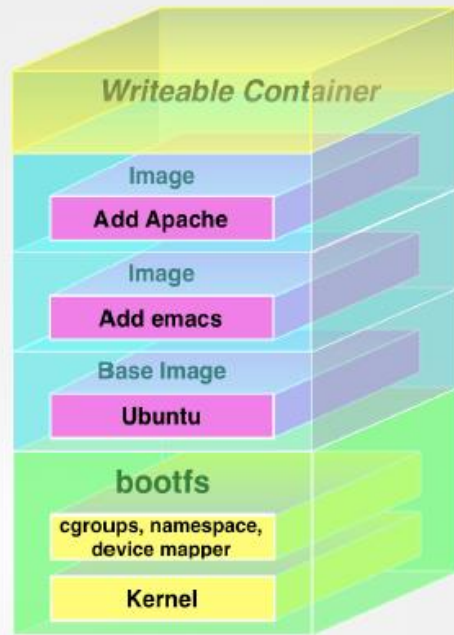 Writeable Container
Image
Add Apache
Image
Add emacs
Base Image
Ubuntu
bootfs
cgroups, namespace,
device mapper
Kernel